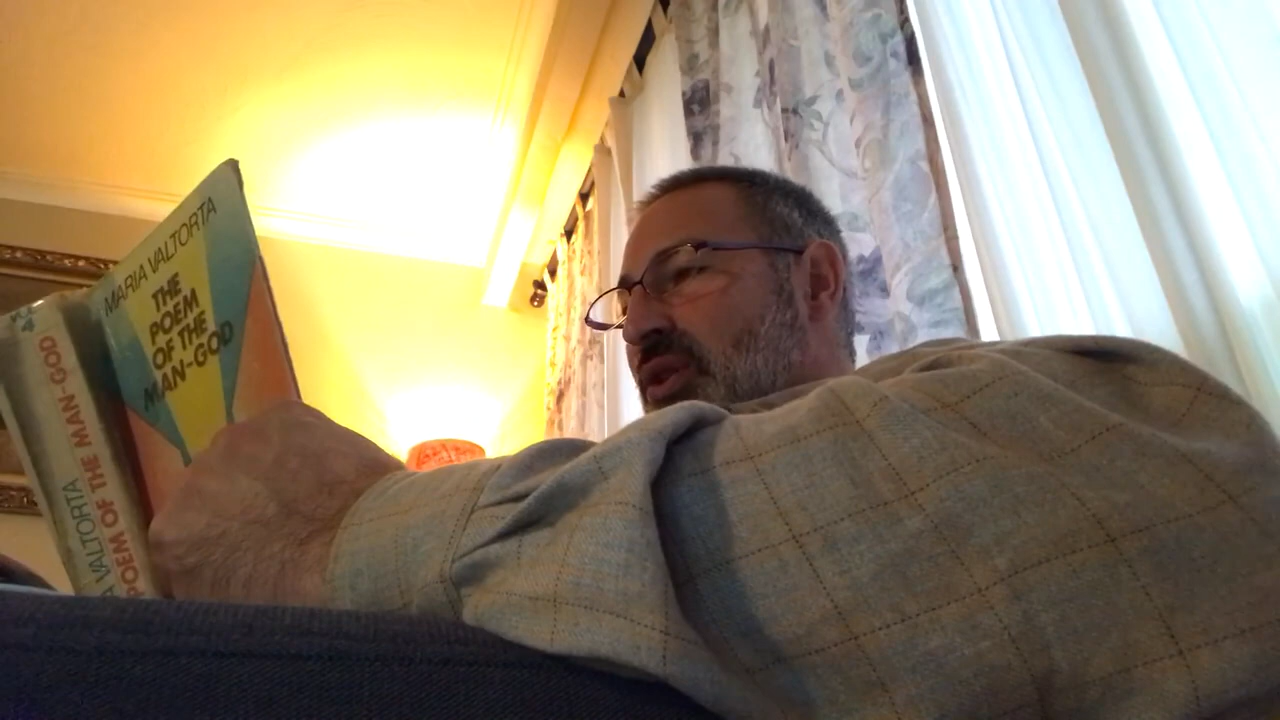 MARIA VALTORTA
THE
POEM
OF THE
MAN-GOD
VALTORTA
POEM OF THE MAN-GOD